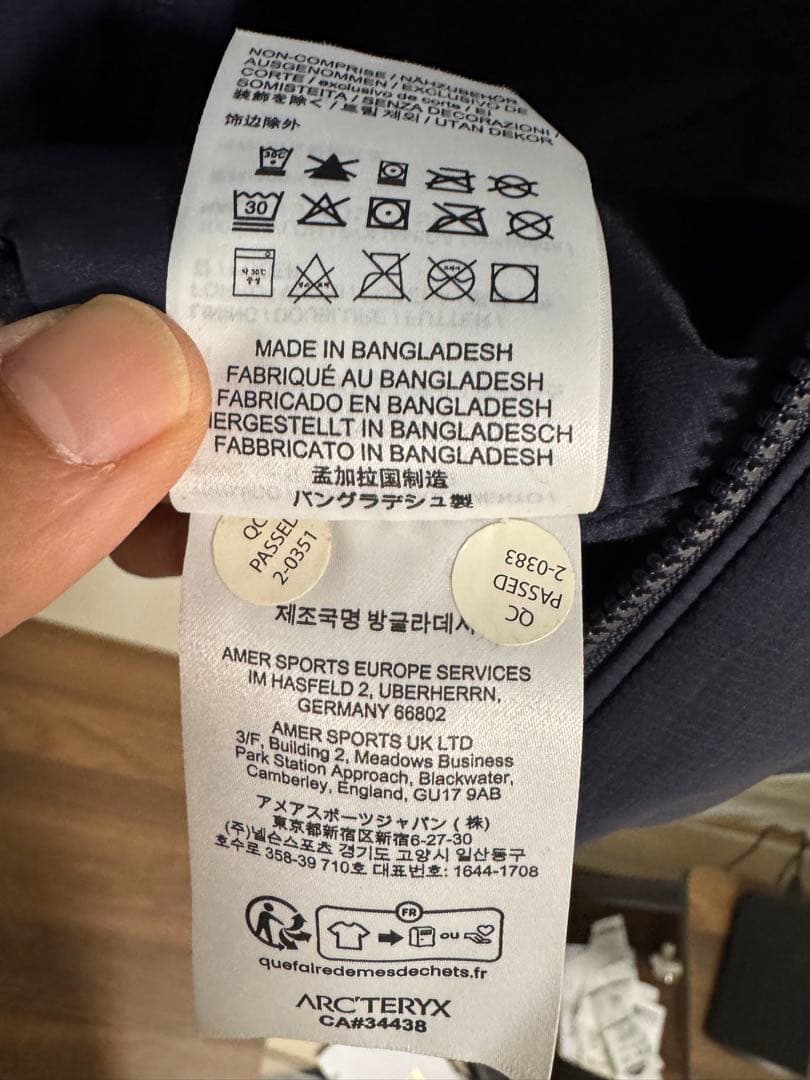 NON-COMPRISE / NÄHZUBEHÖR
AUSGENOMMEN / EXCLUSIVO DE
CORTE / exclusivo de corte / EI
SOMISTEITA / SENZA DECORAZIONI /
装飾を除く / 트림 제외 / UTAN DEKOR
饰边除外
30C
30
약 30℃
중성
MADE IN BANGLADESH
FABRIQUÉ AU BANGLADESH
FABRICADO EN BANGLADESH
IERGESTELLT IN BANGLADESCH
FABBRICATO IN BANGLADESH
孟加拉国制造
バングラデシュ製
QC
PASSED
2-0351
QC
PASSED
2-0383
제조국명 방글라데시
AMER SPORTS EUROPE SERVICES
IM HASFELD 2, UBERHERRN,
GERMANY 66802
AMER SPORTS UK LTD
3/F, Building 2, Meadows Business
Park Station Approach, Blackwater,
Camberley, England, GU17 9AB
アメアスポーツジャパン (株)
東京都新宿区新宿6-27-30
(주)넬슨스포츠 경기도 고양시 일산동구
호수로 358-39 710호 대표번호: 1644-1708
FR
ou
quefairedemesdechets.fr
ARC'TERYX
CA#34438